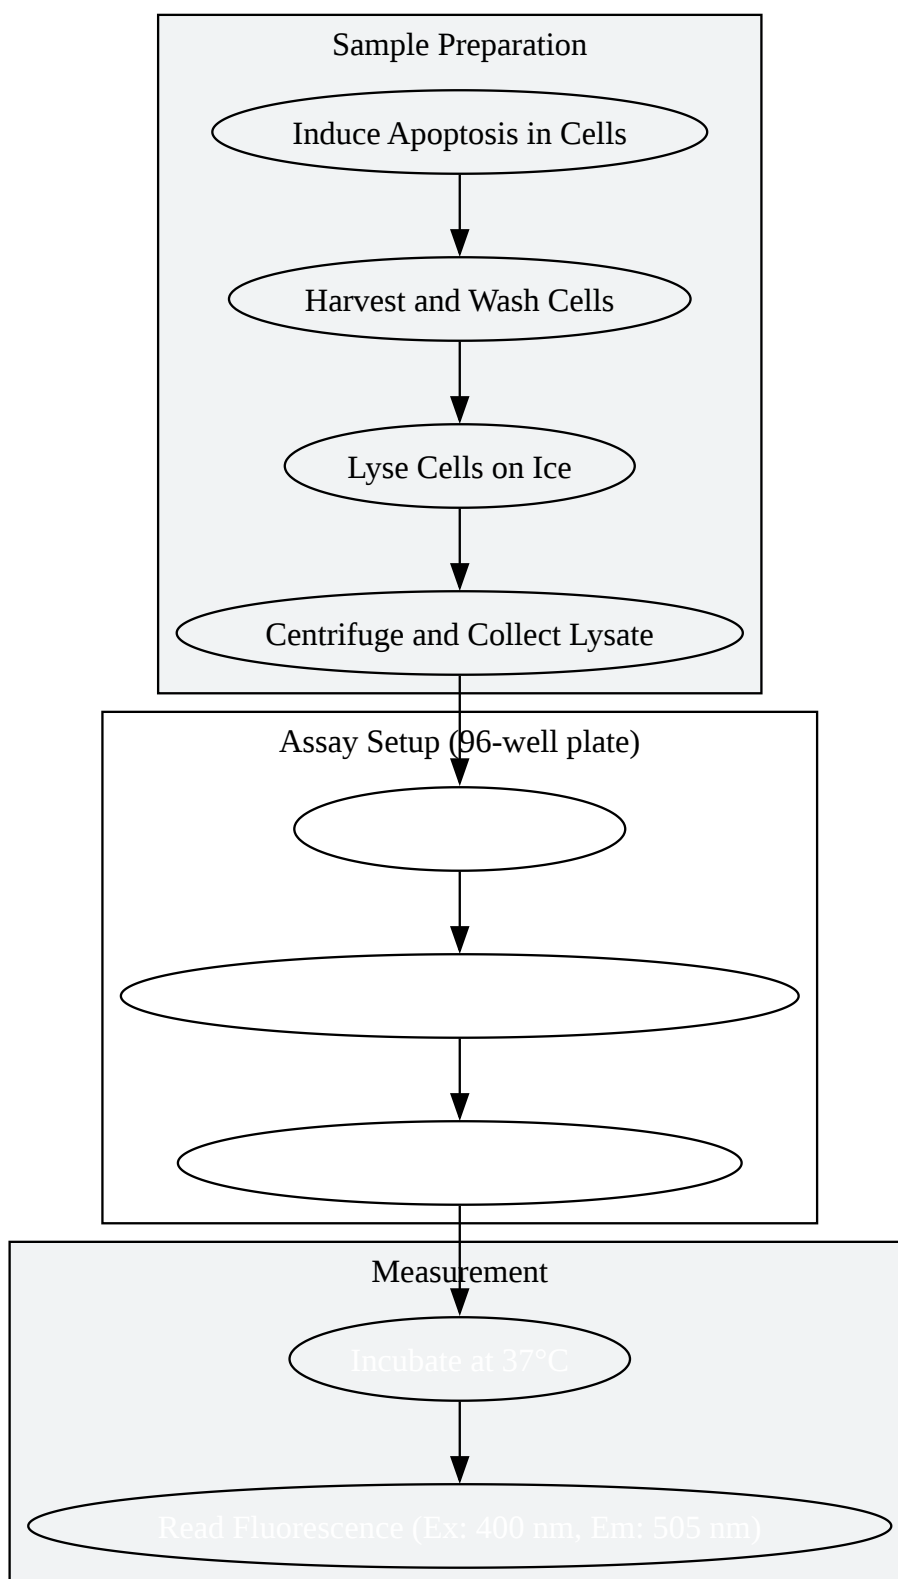 Sample Preparation
Induce Apoptosis in Cells
Harvest and Wash Cells
Lyse Cells on Ice
Centrifuge and Collect Lysate
Assay Setup (96-well plate)
Measurement
Incubate at 37°C
Read Fluorescence (Ex: 400 nm, Em: 505 nm)